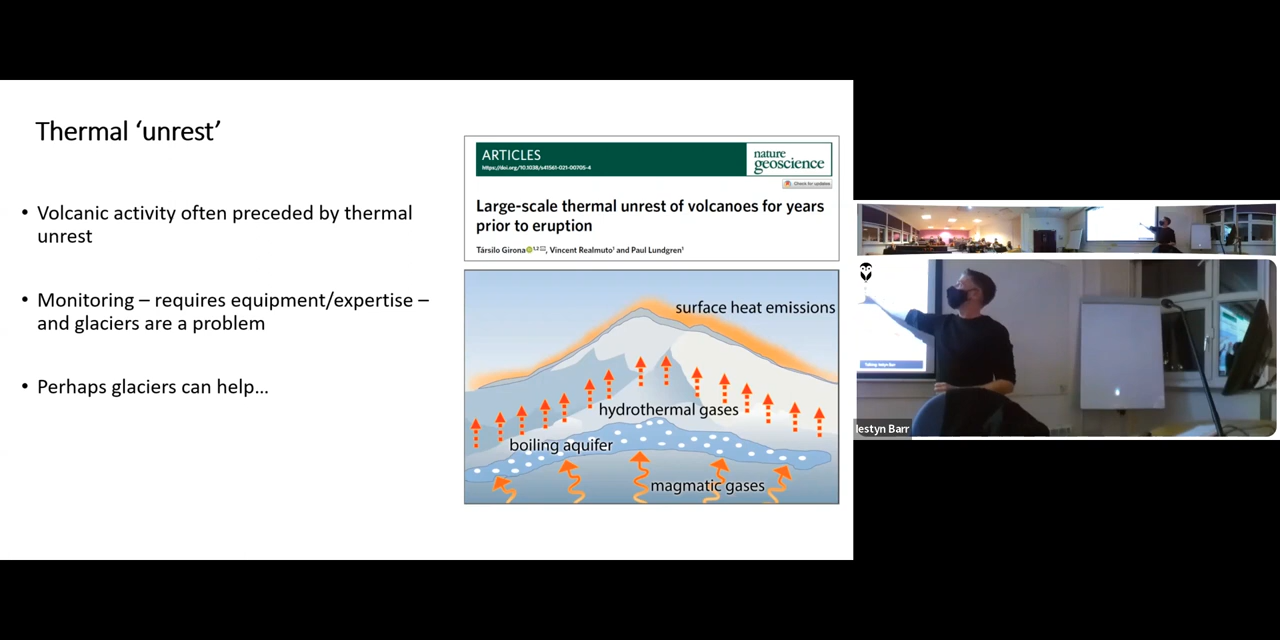 Thermal ‘unrest’
• Volcanic activity often preceded by thermal
unrest
• Monitoring – requires equipment/expertise –
and glaciers are a problem
• Perhaps glaciers can help...
ARTICLES
https://doi.org/10.1038/s41561-021-00705-4
nature
geoscience
Check for updates
Large-scale thermal unrest of volcanoes for years
prior to eruption
Társilo Girona, Vincent Realmuto¹ and Paul Lundgren¹
surface heat emissions
hydrothermal gases
boiling aquifer
magmatic gases
Iestyn Barr